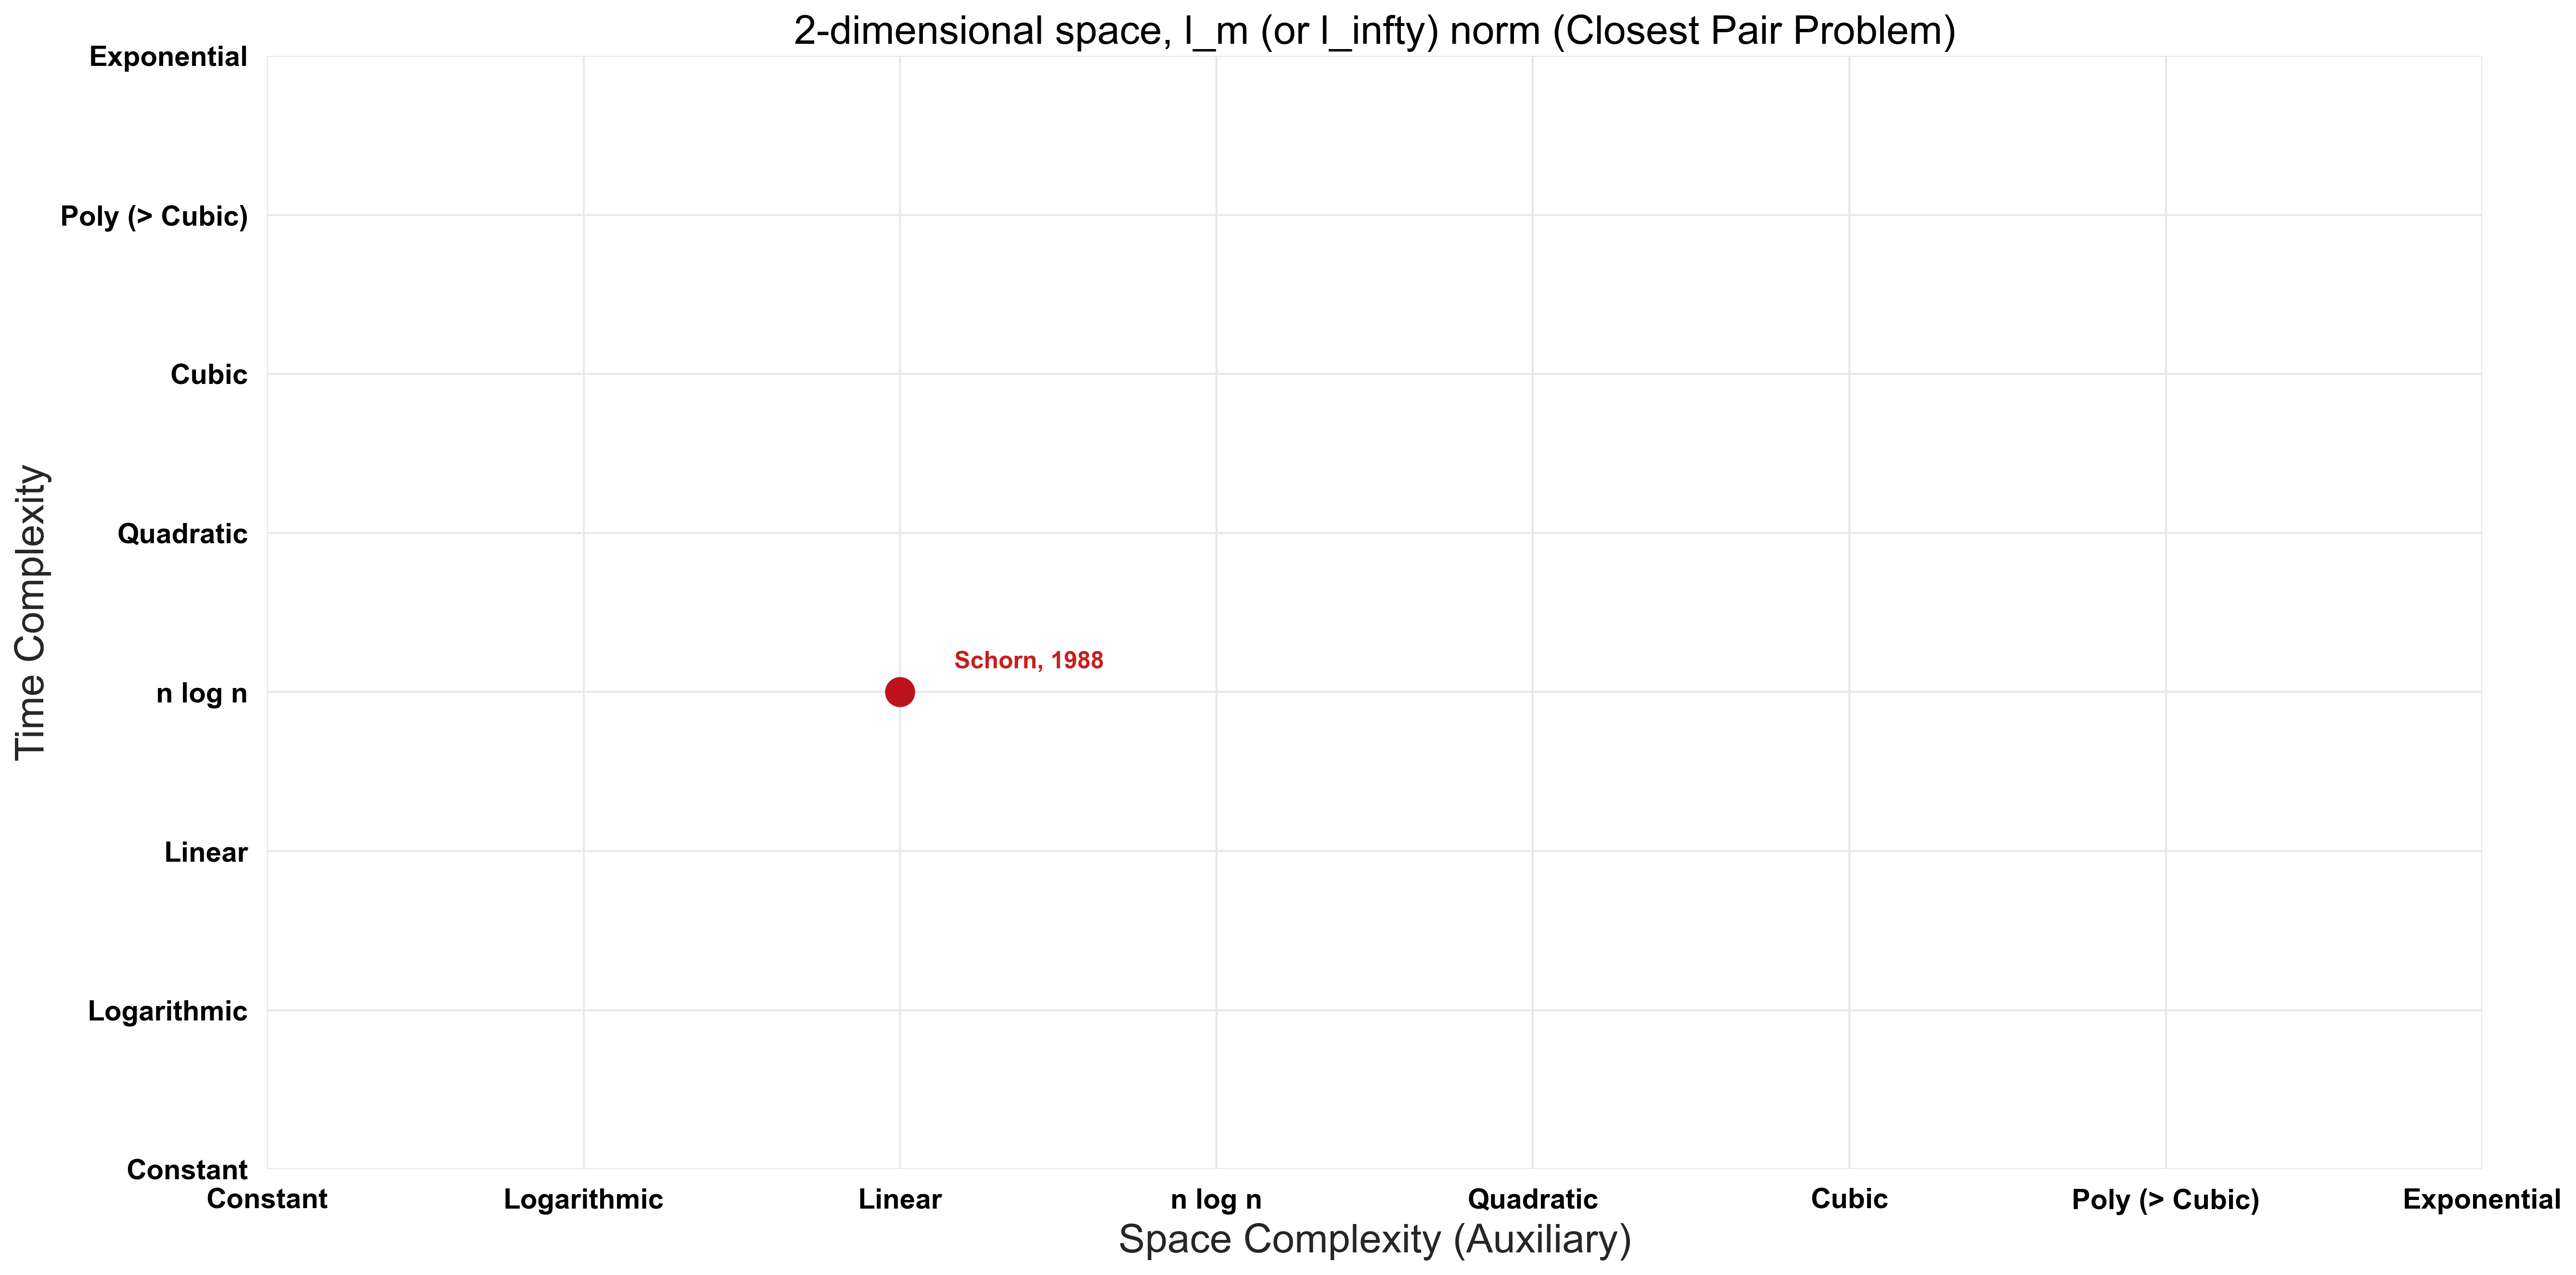 2-dimensional space, l_m (or l_infty) norm (Closest Pair Problem)
Exponential
Poly (> Cubic)
Cubic
Quadratic
n log n
Linear
Logarithmic
Constant
Time Complexity
Schorn, 1988
Constant Logarithmic Linear n log n Quadratic Cubic Poly (> Cubic) Exponential
Space Complexity (Auxiliary)